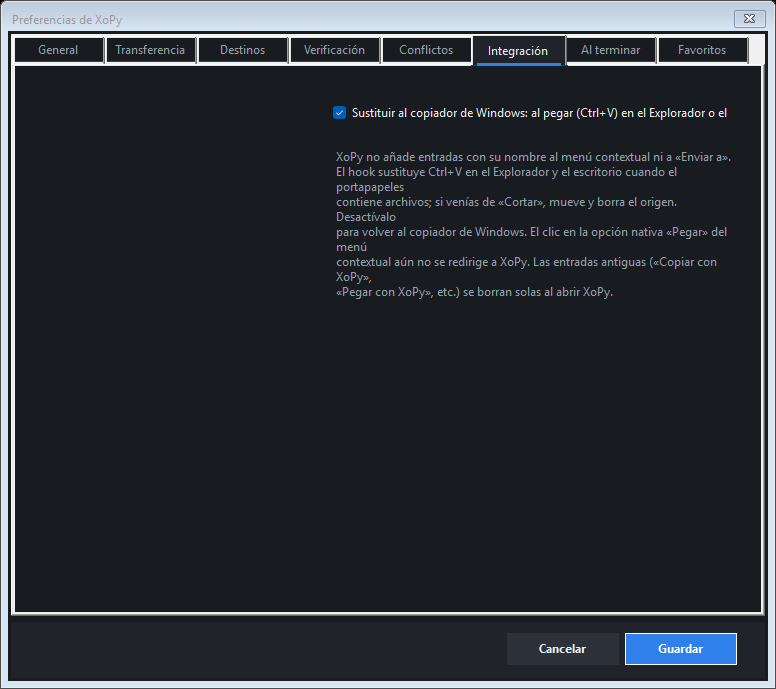 Preferencias de XoPy
General
Transferencia
Destinos
Verificación
Conflictos
Integración
Al terminar
Favoritos
Sustituir al copiador de Windows: al pegar (Ctrl+V) en el Explorador o el
XoPy no añade entradas con su nombre al menú contextual ni a «Enviar a».
El hook sustituye Ctrl+V en el Explorador y el escritorio cuando el
portapapeles
contiene archivos; si venías de «Cortar», mueve y borra el origen.
Desactívalo
para volver al copiador de Windows. El clic en la opción nativa «Pegar» del
menú
contextual aún no se redirige a XoPy. Las entradas antiguas («Copiar con
XoPy»,
«Pegar con XoPy», etc.) se borran solas al abrir XoPy.
Cancelar
Guardar